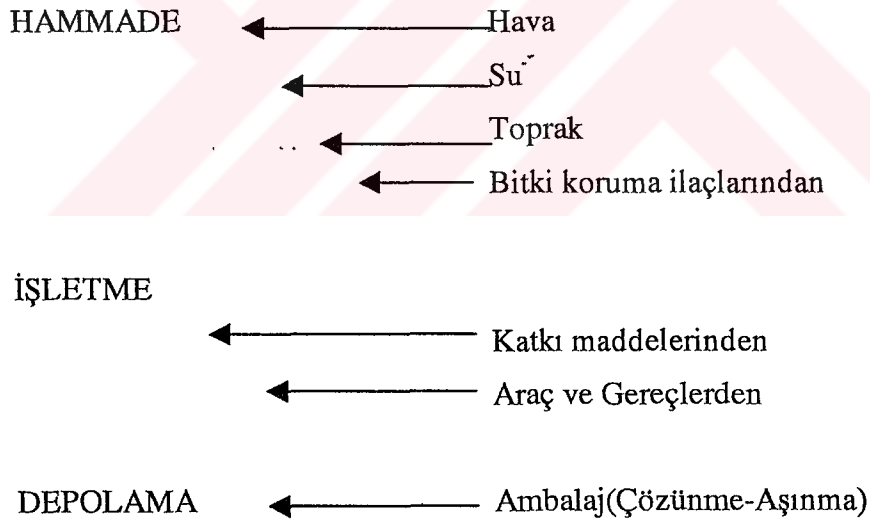 HAMMADE Hava
Su
Toprak
Bitki koruma ilaçlarından
İŞLETME
Katkı maddelerinden
Araç ve Gereçlerden
DEPOLAMA Ambalaj(Çözünme-Aşınma)